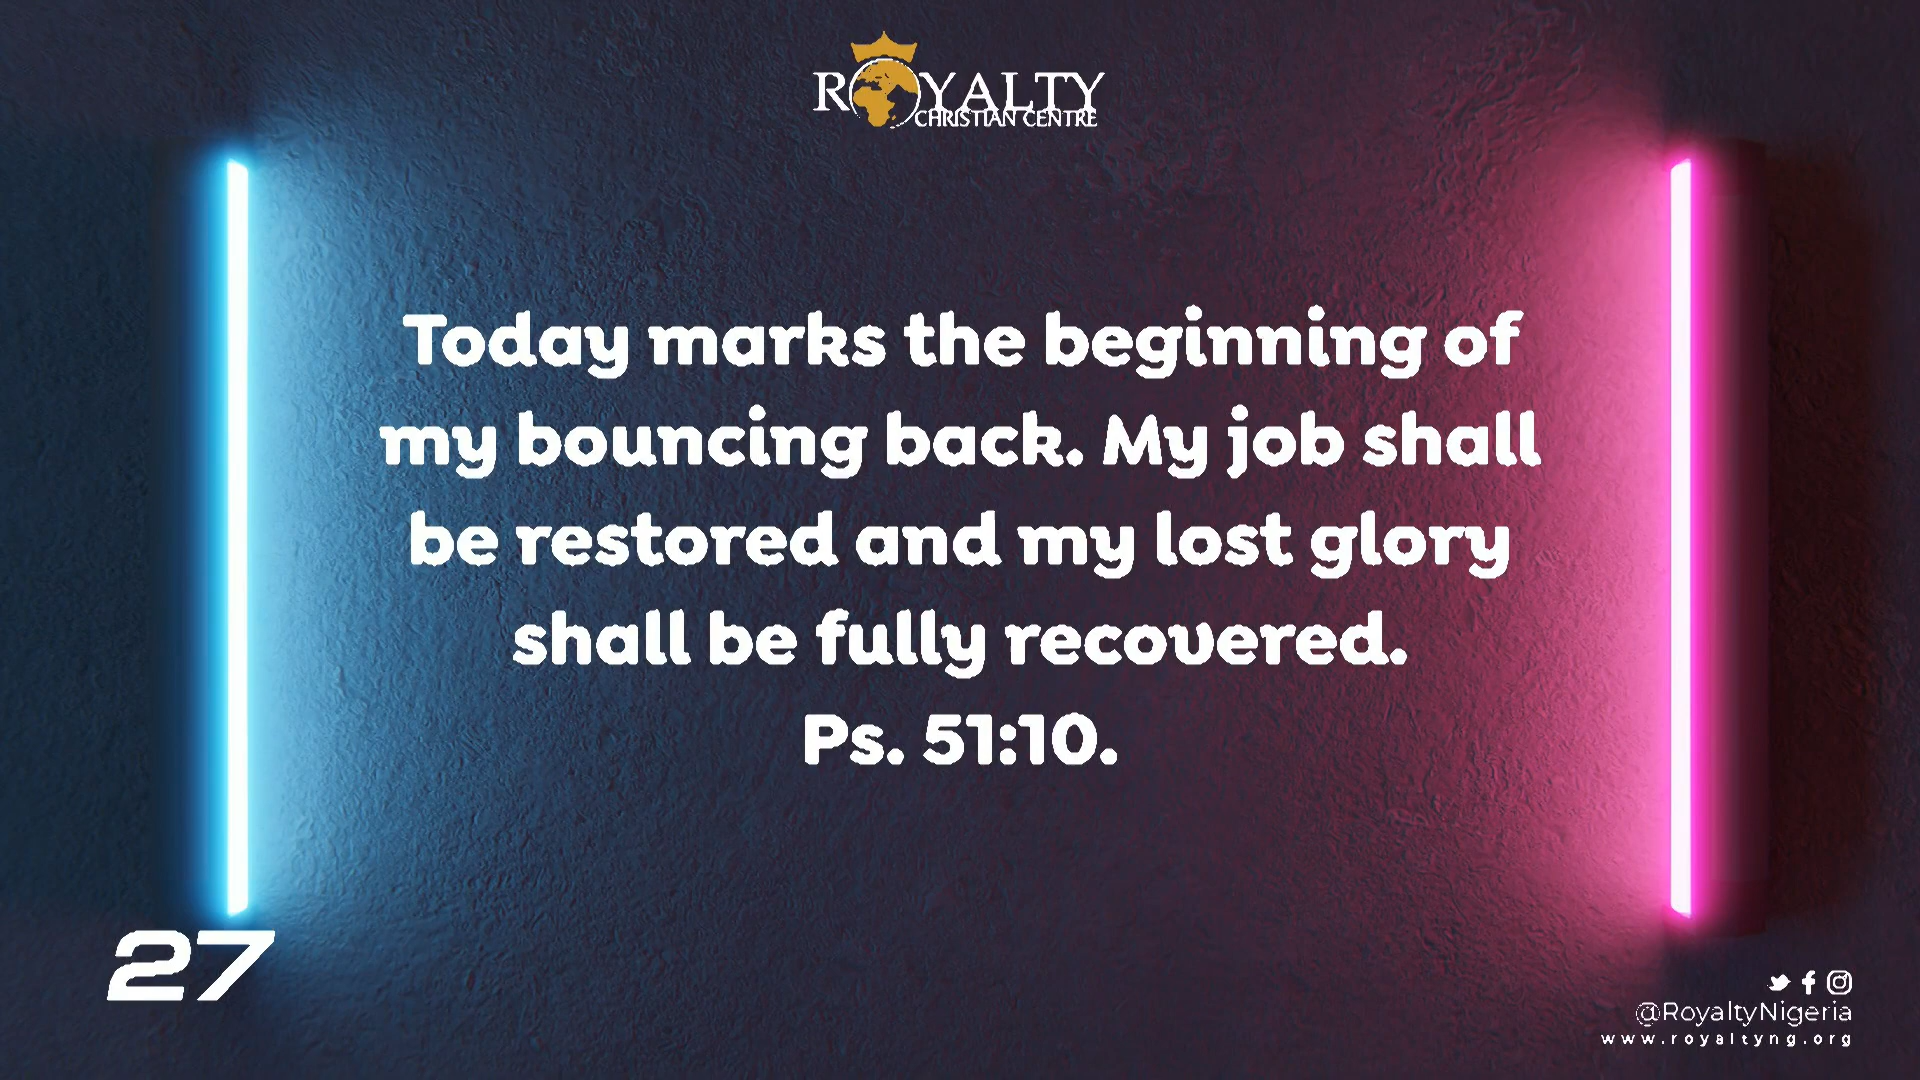 ROYALTY
CHRISTIAN CENTRE
Today marks the beginning of
my bouncing back. My job shall
be restored and my lost glory
shall be fully recovered.
Ps. 51:10.
27
@RoyaltyNigeria
www.royaltyng.org